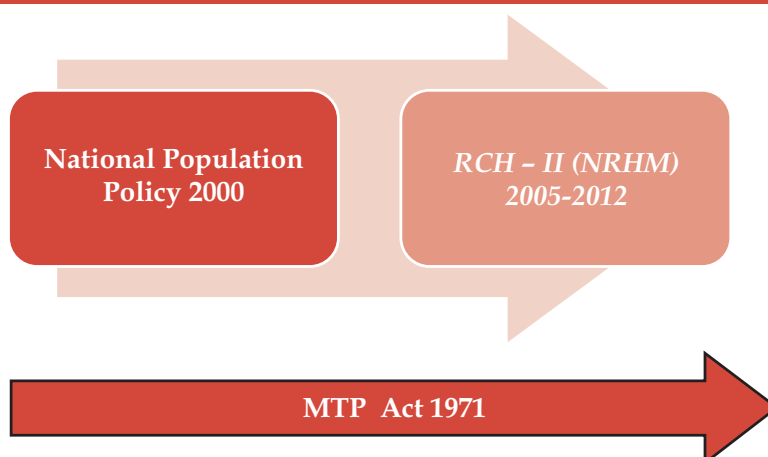 National Population
Policy 2000
RCH – II (NRHM)
2005-2012
MTP Act 1971